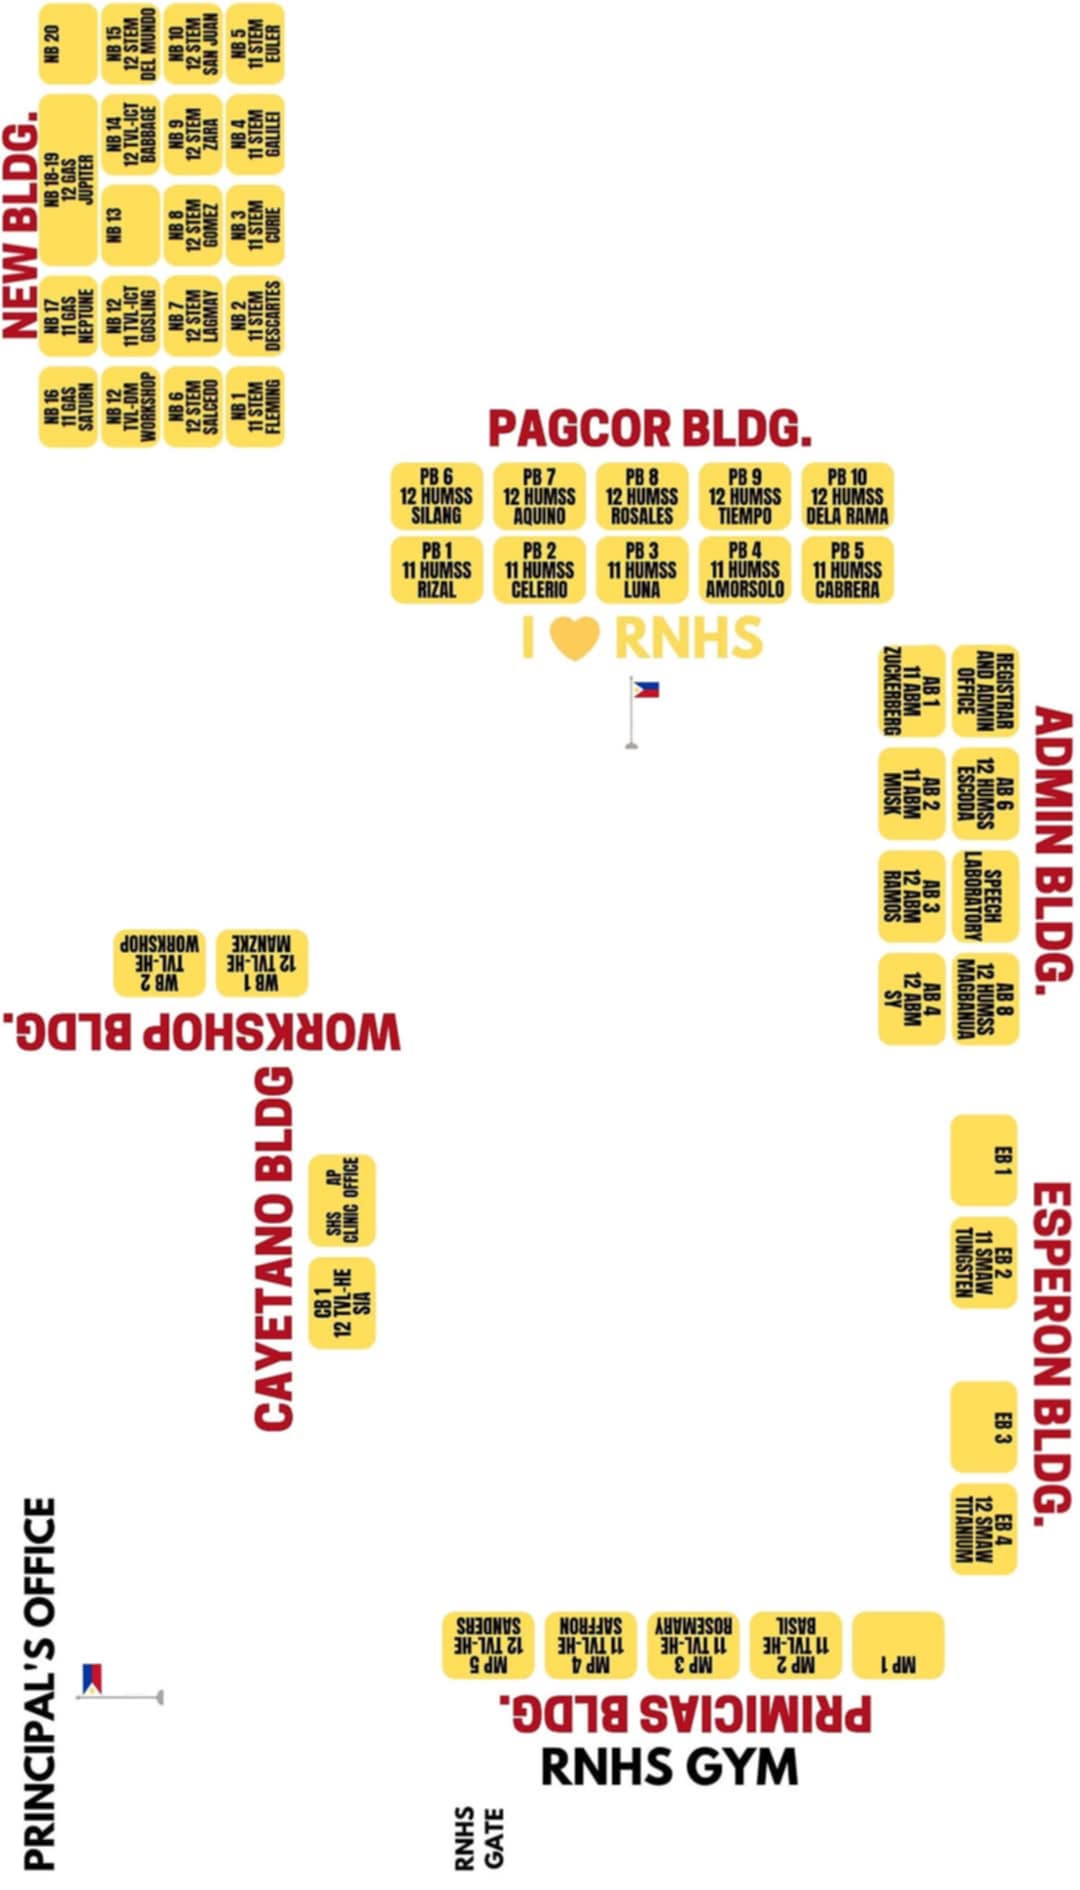 NEW BLDG.
NB 20
NB 18-19
12 GAS
JUPITER
NB 17
11 GAS
NEPTUNE
NB 16
11 GAS
SATURN
NB 15
12 STEM
DEL MUNDO
NB 14
12 TVL-ICT
BABBAGE
NB 13
NB 12
11 TVL-ICT
GOSLING
NB 12
TVL-DM
WORKSHOP
NB 10
12 STEM
SAN JUAN
NB 9
12 STEM
ZARA
NB 8
12 STEM
GOMEZ
NB 7
12 STEM
LAGMAY
NB 6
12 STEM
SALCEDO
NB 5
11 STEM
EULER
NB 4
11 STEM
GALILEI
NB 3
11 STEM
CURIE
NB 2
11 STEM
DESCARTES
NB 1
11 STEM
FLEMING
PAGCOR BLDG.
PB 6
12 HUMSS
SILANG
PB 7
12 HUMSS
AQUINO
PB 8
12 HUMSS
ROSALES
PB 9
12 HUMSS
TIEMPO
PB 10
12 HUMSS
DELA RAMA
PB 1
11 HUMSS
RIZAL
PB 2
11 HUMSS
CELERIO
PB 3
11 HUMSS
LUNA
PB 4
11 HUMSS
AMORSOLO
PB 5
11 HUMSS
CABRERA
I RNHS
ADMIN BLDG.
REGISTRAR
AND ADMIN
OFFICE
AB 6
12 HUMSS
ESCODA
SPEECH
LABORATORY
AB 8
12 HUMSS
MAGBANUA
AB 1
11 ABM
ZUCKERBERG
AB 2
11 ABM
MUSK
AB 3
12 ABM
RAMOS
AB 4
12 ABM
SY
WORKSHOP BLDG.
WB 1
12 TVL-HE
MANZKE
WB 2
TVL-HE
WORKSHOP
CAYETANO BLDG
SHS AP
CLINIC OFFICE
CB 1
12 TVL-HE
SIA
ESPERON BLDG.
EB 1
EB 2
11 SMAW
TUNGSTEN
EB 3
EB 4
12 SMAW
TITANIUM
PRINCIPAL'S OFFICE
PRIMICIAS BLDG.
MP 1
MP 2
11 TVL-HE
BASIL
MP 3
11 TVL-HE
ROSEMARY
MP 4
11 TVL-HE
SAFFRON
MP 5
12 TVL-HE
SANDERS
RNHS GYM
RNHS
GATE